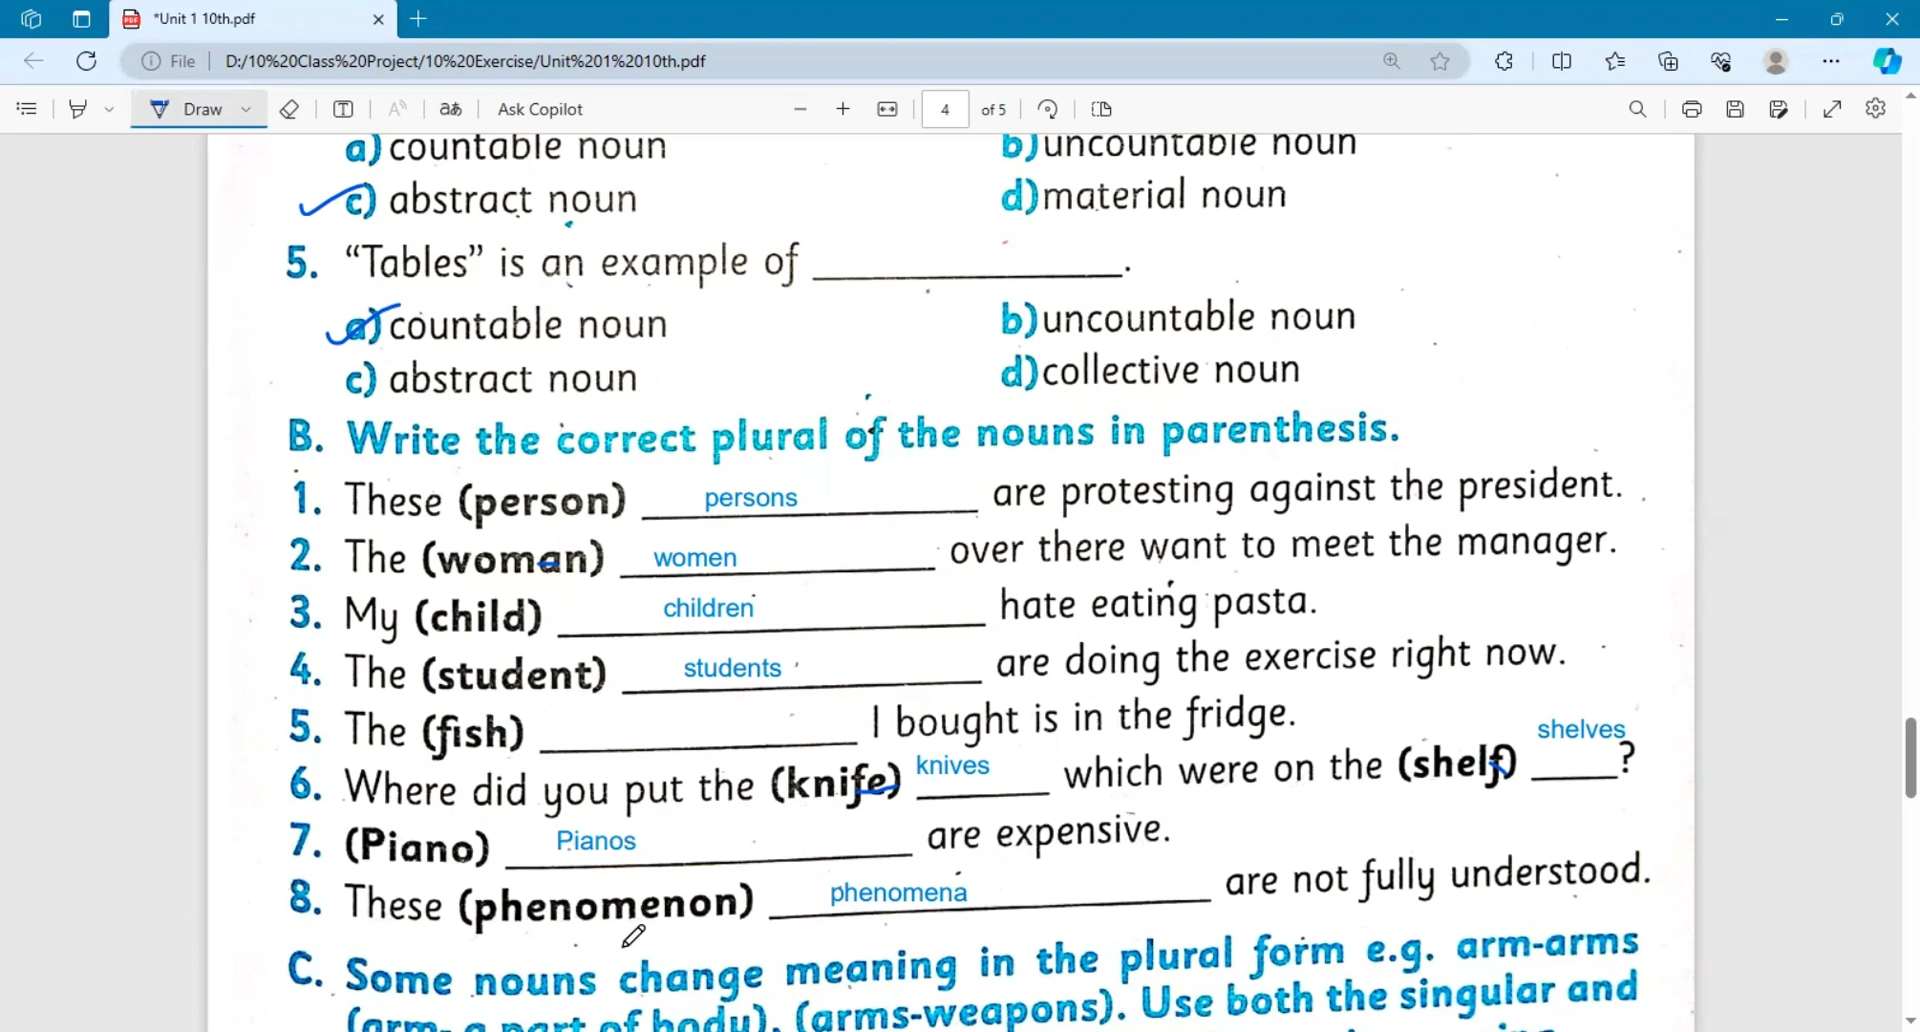 *Unit 1 10th.pdf
File D:/10%20Class%20Project/10%20Exercise/Unit%201%2010th.pdf
Draw
aあ
Ask Copilot
4 of 5
a) countable noun b) uncountable noun
c) abstract noun d) material noun
5. “Tables” is an example of ____________.
a) countable noun b) uncountable noun
c) abstract noun d) collective noun
B. Write the correct plural of the nouns in parenthesis.
1. These (person) persons are protesting against the president.
2. The (woman) women over there want to meet the manager.
3. My (child) children hate eating pasta.
4. The (student) students are doing the exercise right now.
5. The (fish) ____________ I bought is in the fridge.
6. Where did you put the (knife) knives which were on the (shelf) shelves ?
7. (Piano) Pianos are expensive.
8. These (phenomenon) phenomena are not fully understood.
C. Some nouns change meaning in the plural form e.g. arm-arms
(arm- a part of body), (arms-weapons). Use both the singular and